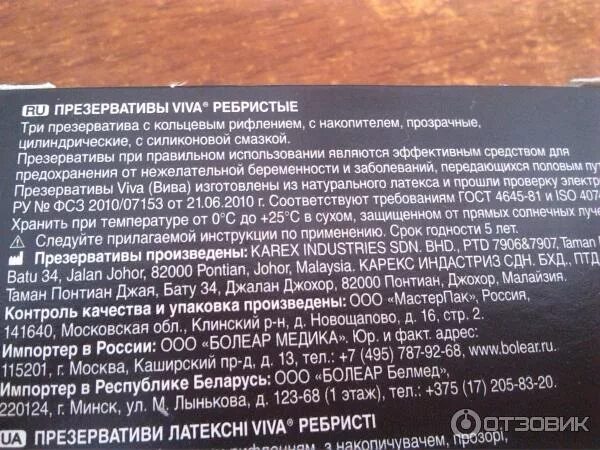 RU ПРЕЗЕРВАТИВЫ VIVA® РЕБРИСТЫЕ
Три презерватива с кольцевым рифлением, с накопителем, прозрачные,
цилиндрические, с силиконовой смазкой.
Презервативы при правильном использовании являются эффективным средством для
предохранения от нежелательной беременности и заболеваний, передающихся половым пут
Презервативы Viva (Вива) изготовлены из натурального латекса и прошли проверку электр
РУ № ФСЗ 2010/07153 от 21.06.2010 г. Соответствуют требованиям ГОСТ 4645-81 и ISO 407
Хранить при температуре от 0°С до +25°С в сухом, защищенном от прямых солнечных луче
Следуйте прилагаемой инструкции по применению. Срок годности 5 лет.
Презервативы произведены: KAREX INDUSTRIES SDN. BHD., PTD 7906&7907, Taman
Batu 34, Jalan Johor, 82000 Pontian, Johor, Malaysia. КАРЕКС ИНДАСТРИЗ СДН. БХД., ПТД
Таман Понтиан Джая, Бату 34, Джалан Джохор, 82000 Понтиан, Джохор, Малайзия.
Контроль качества и упаковка произведены: ООО "МастерПак", Россия,
141640, Московская обл., Клинский р-н, д. Новощапово, д. 16, стр. 2.
Импортер в России: ООО «БОЛЕАР МЕДИКА». Юр. и факт. адрес:
115201, г. Москва, Каширский пр-д, д. 13, тел.: +7 (495) 787-92-68, www.bolear.ru.
Импортер в Республике Беларусь: ООО «БОЛЕАР Белмед»,
220124, г. Минск, ул. М. Лынькова, д. 123-68 (1 этаж), тел.: +375 (17) 205-83-20.
UA ПРЕЗЕРВАТИВИ ЛАТЕКСНІ VIVA® РЕБРИСТІ
рифленням, з накопичувачем, прозорі,
ОТЗОВИК